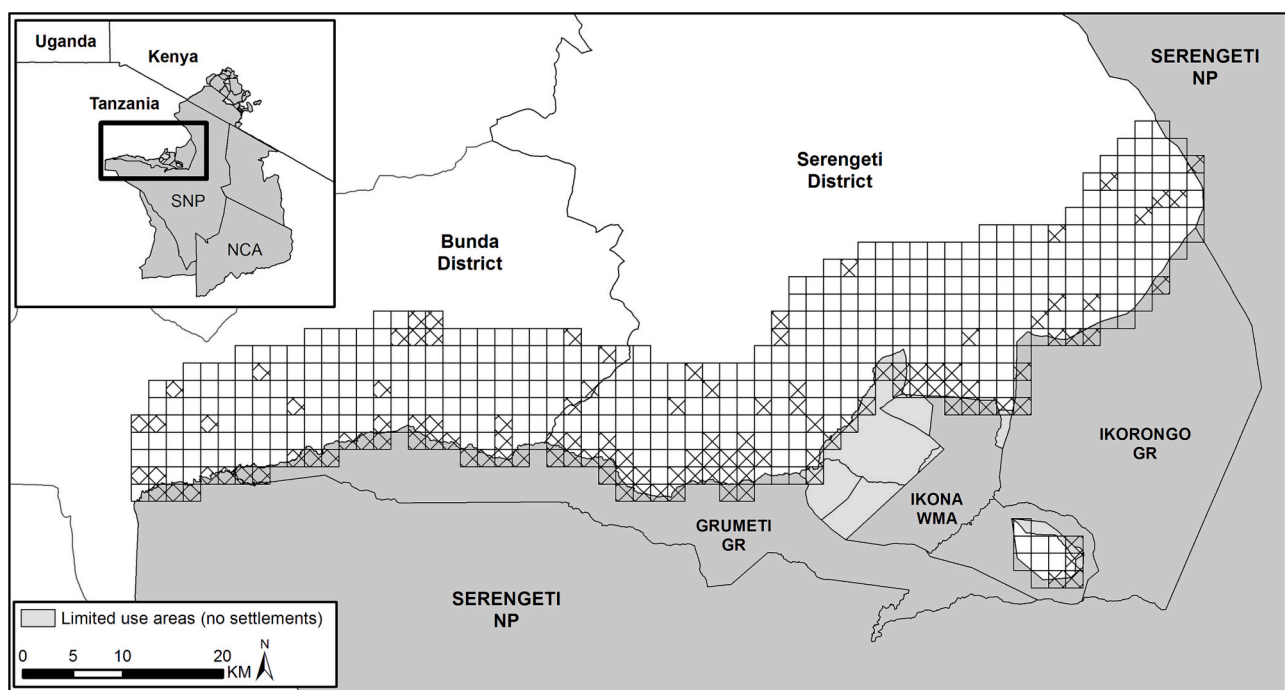 Uganda
Kenya
Tanzania
SNP
NCA
SERENGETI
NP
Serengeti
District
Bunda
District
IKORONGO
GR
IKONA
WMA
GRUMETI
GR
SERENGETI
NP
Limited use areas (no settlements)
0 5 10 20
KM
N